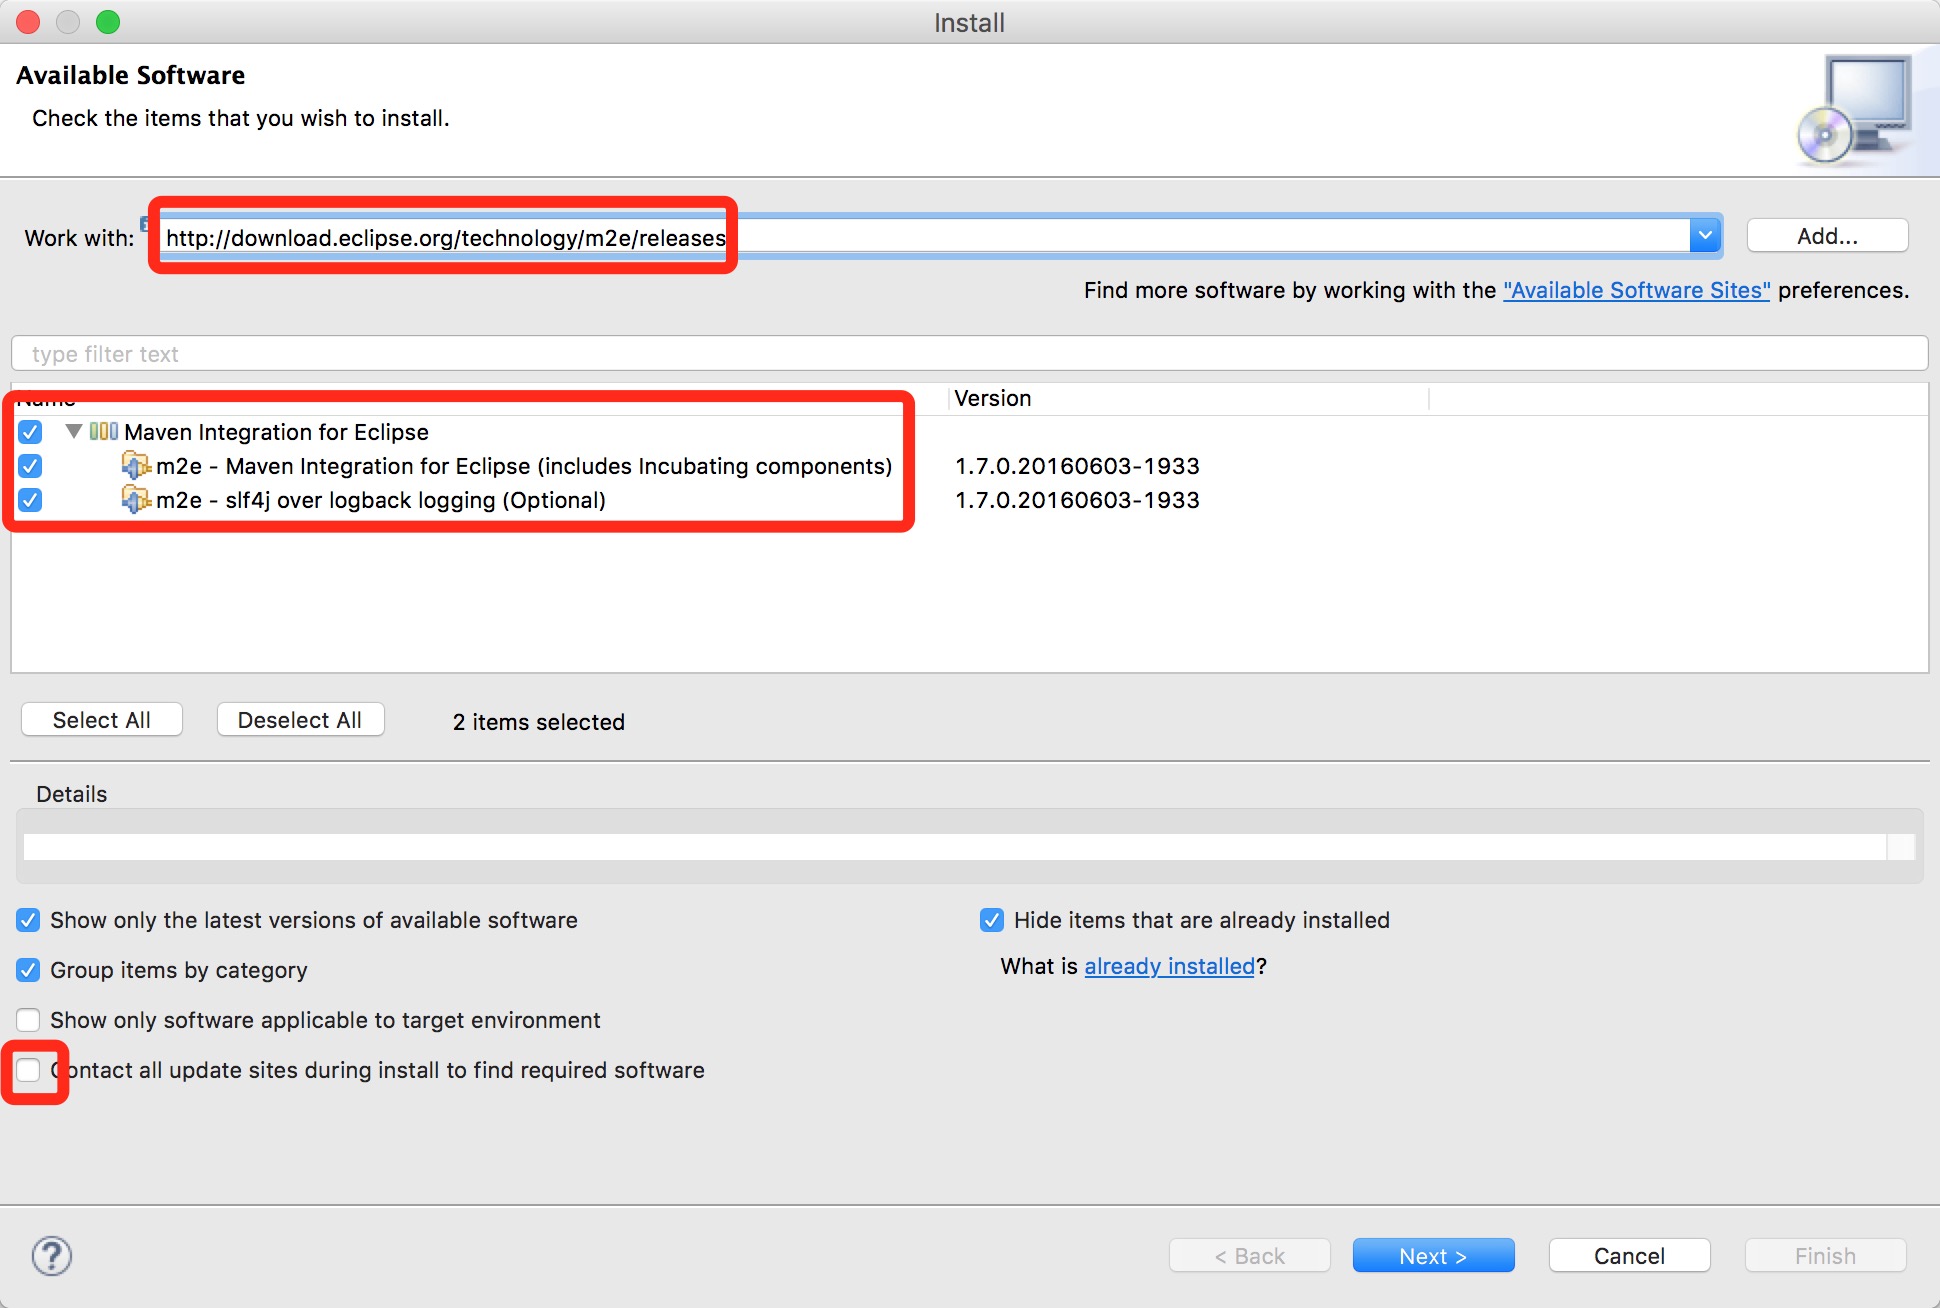 Install
Available Software
Check the items that you wish to install.
Work with: http://download.eclipse.org/technology/m2e/releases Add...
Find more software by working with the "Available Software Sites" preferences.
type filter text
Name Version
Maven Integration for Eclipse
m2e - Maven Integration for Eclipse (includes Incubating components) 1.7.0.20160603-1933
m2e - slf4j over logback logging (Optional) 1.7.0.20160603-1933
Select All Deselect All 2 items selected
Details
Show only the latest versions of available software Hide items that are already installed
Group items by category What is already installed?
Show only software applicable to target environment
Contact all update sites during install to find required software
? < Back Next > Cancel Finish